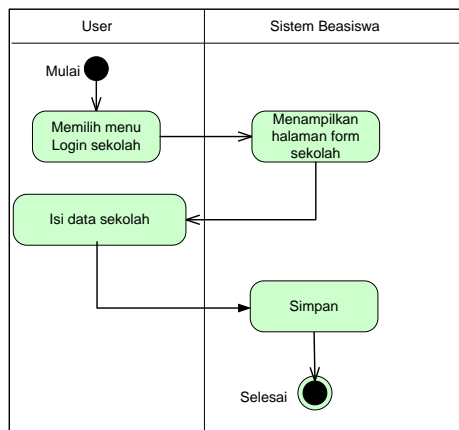 User
Sistem Beasiswa
Mulai
Memilih menu
Login sekolah
Menampilkan
halaman form
sekolah
Isi data sekolah
Simpan
Selesai